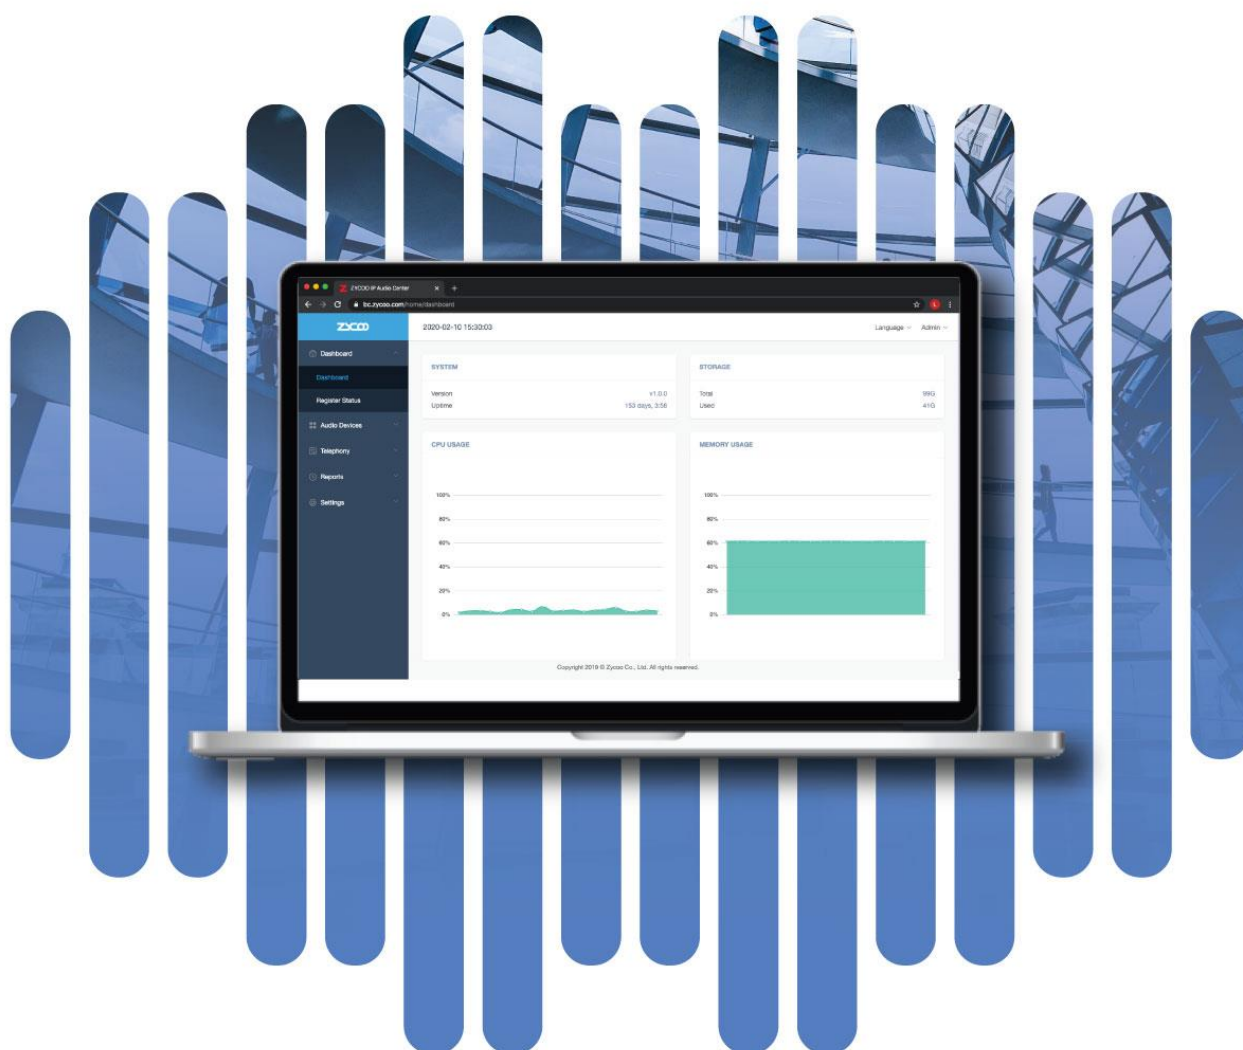 ZYCOO IP Audio Center
bc.zycoo.com/home/dashboard
L
ZYCOO
2020-02-10 15:30:03
Language
Admin
Dashboard
Dashboard
Register Status
Audio Devices
Telephony
Reports
Settings
SYSTEM
Version v1.0.0
Uptime 153 days, 3:56
STORAGE
Total 99G
Used 41G
CPU USAGE
100%
80%
60%
40%
20%
0%
MEMORY USAGE
100%
80%
60%
40%
20%
0%
Copyright 2019 © Zycoo Co., Ltd. All rights reserved.